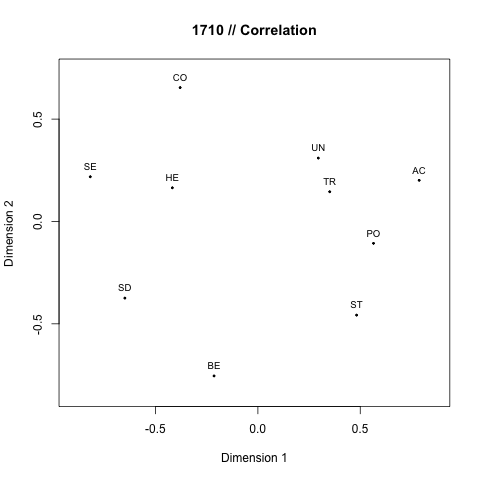 1710 // Correlation
CO
UN
SE
AC
HE
TR
PO
SD
ST
BE
0.5
0.0
-0.5
Dimension 2
-0.5
0.0
0.5
Dimension 1